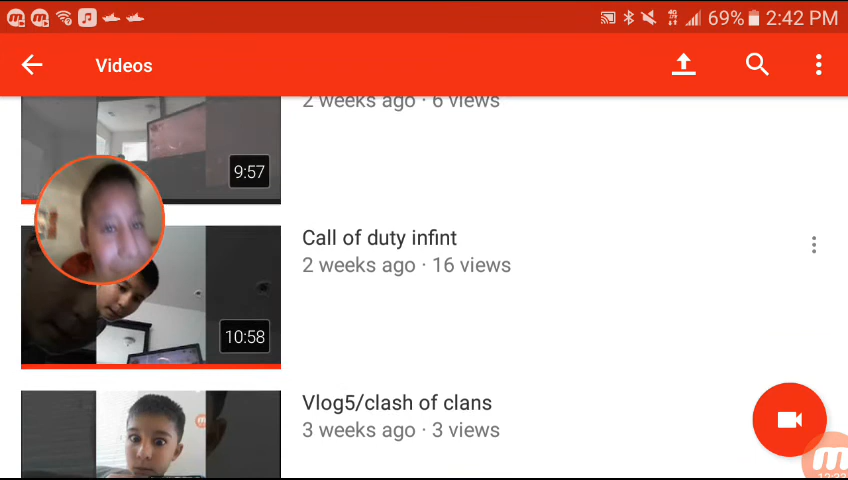 69% 2:42 PM
Videos
2 weeks ago · 6 views
9:57
Call of duty infint
2 weeks ago · 16 views
10:58
Vlog5/clash of clans
3 weeks ago · 3 views